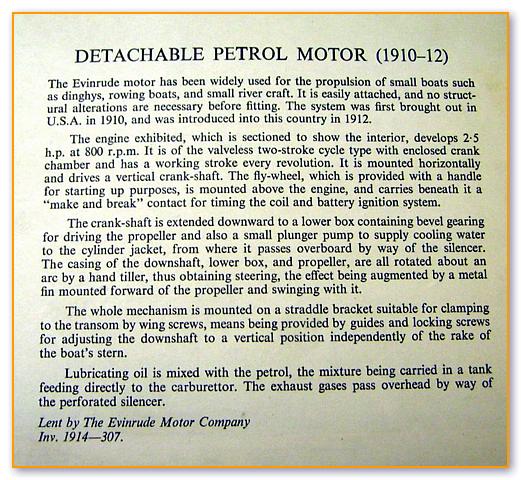 DETACHABLE PETROL MOTOR (1910–12)
The Evinrude motor has been widely used for the propulsion of small boats such
as dinghys, rowing boats, and small river craft. It is easily attached, and no struct-
ural alterations are necessary before fitting. The system was first brought out in
U.S.A. in 1910, and was introduced into this country in 1912.
The engine exhibited, which is sectioned to show the interior, develops 2·5
h.p. at 800 r.p.m. It is of the valveless two-stroke cycle type with enclosed crank
chamber and has a working stroke every revolution. It is mounted horizontally
and drives a vertical crank-shaft. The fly-wheel, which is provided with a handle
for starting up purposes, is mounted above the engine, and carries beneath it a
“make and break” contact for timing the coil and battery ignition system.
The crank-shaft is extended downward to a lower box containing bevel gearing
for driving the propeller and also a small plunger pump to supply cooling water
to the cylinder jacket, from where it passes overboard by way of the silencer.
The casing of the downshaft, lower box, and propeller, are all rotated about an
arc by a hand tiller, thus obtaining steering, the effect being augmented by a metal
fin mounted forward of the propeller and swinging with it.
The whole mechanism is mounted on a straddle bracket suitable for clamping
to the transom by wing screws, means being provided by guides and locking screws
for adjusting the downshaft to a vertical position independently of the rake of
the boat’s stern.
Lubricating oil is mixed with the petrol, the mixture being carried in a tank
feeding directly to the carburettor. The exhaust gases pass overhead by way of
the perforated silencer.
Lent by The Evinrude Motor Company
Inv. 1914—307.